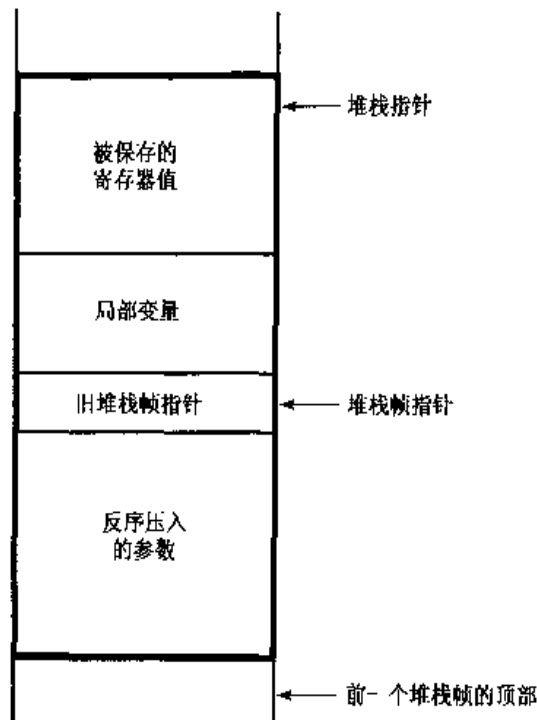 堆栈指针
被保存的
寄存器值
局部变量
旧堆栈帧指针
堆栈帧指针
反序压入
的参数
前一个堆栈帧的顶部